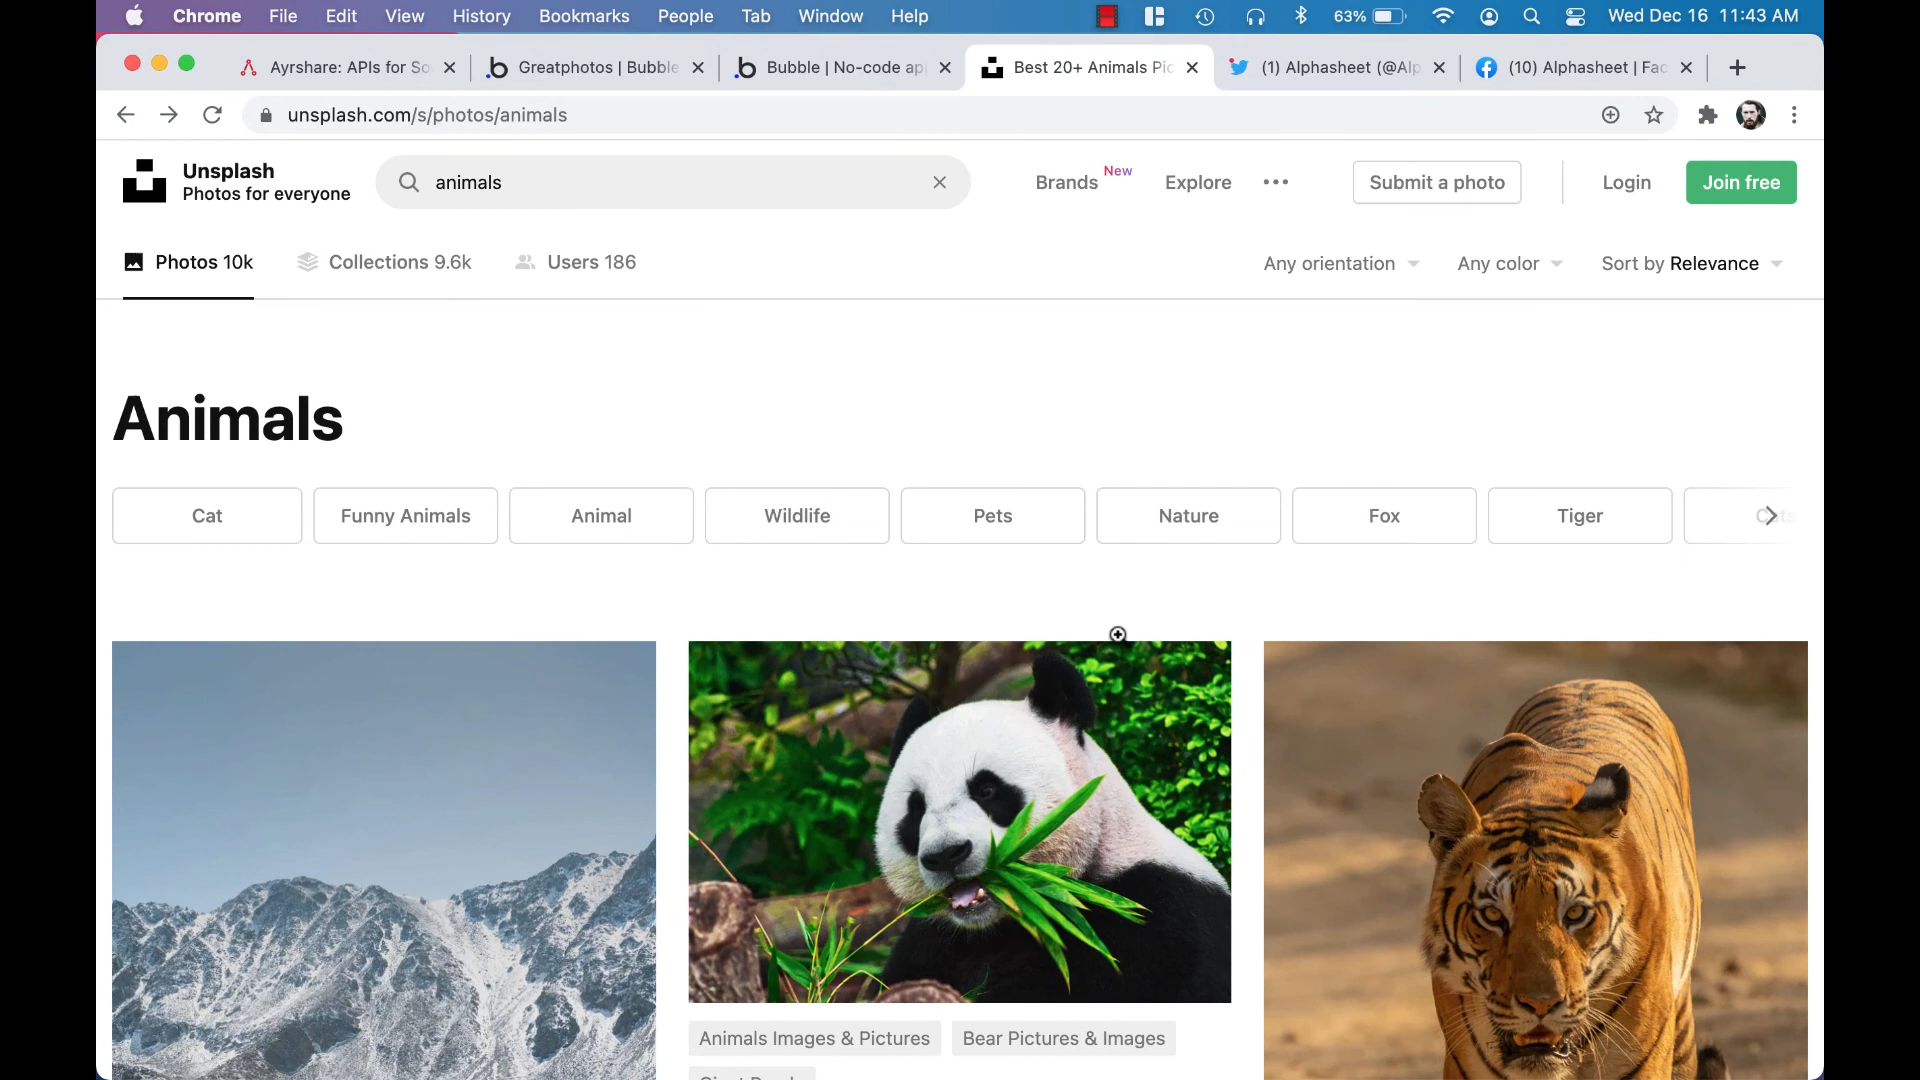 Chrome File Edit View History Bookmarks People Tab Window Help 63% Wed Dec 16 11:43 AM
Ayrshare: APIs for So Greatphotos | Bubble Bubble | No-code ap Best 20+ Animals Pic (1) Alphasheet (@Alp (10) Alphasheet | Fac
unsplash.com/s/photos/animals
Unsplash
Photos for everyone
animals
Brands New Explore Submit a photo Login Join free
Photos 10k Collections 9.6k Users 186 Any orientation Any color Sort by Relevance
Animals
Cat Funny Animals Animal Wildlife Pets Nature Fox Tiger Cats
Animals Images & Pictures Bear Pictures & Images